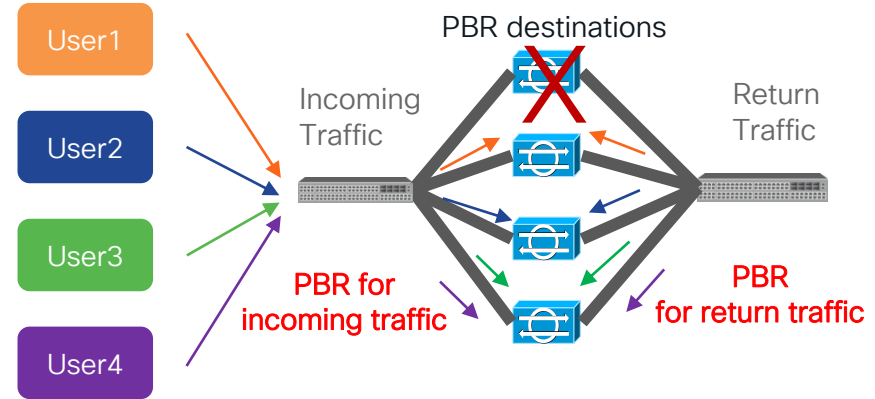 User1
User2
User3
User4
PBR destinations
Incoming
Traffic
Return
Traffic
PBR for
incoming traffic
PBR
for return traffic